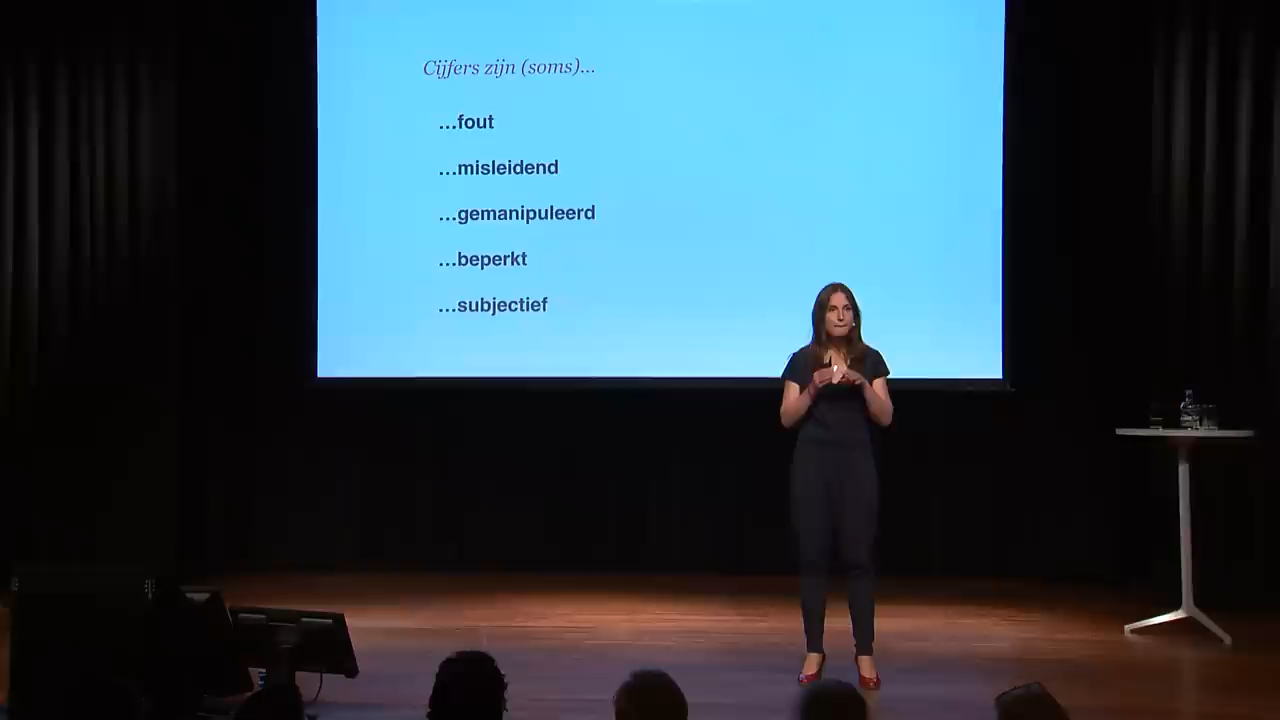 Cijfers zijn (soms)...
...fout
...misleidend
...gemanipuleerd
...beperkt
...subjectief